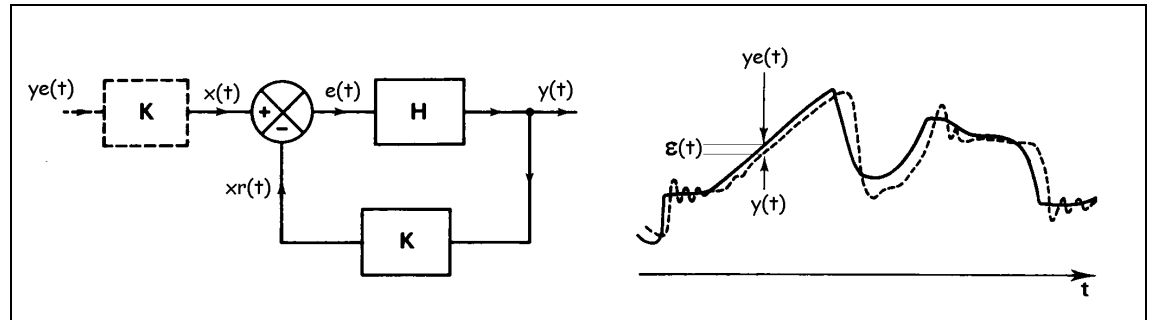 ye(t)
K
x(t)
+
−
e(t)
H
y(t)
xr(t)
K
ye(t)
ε(t)
y(t)
t